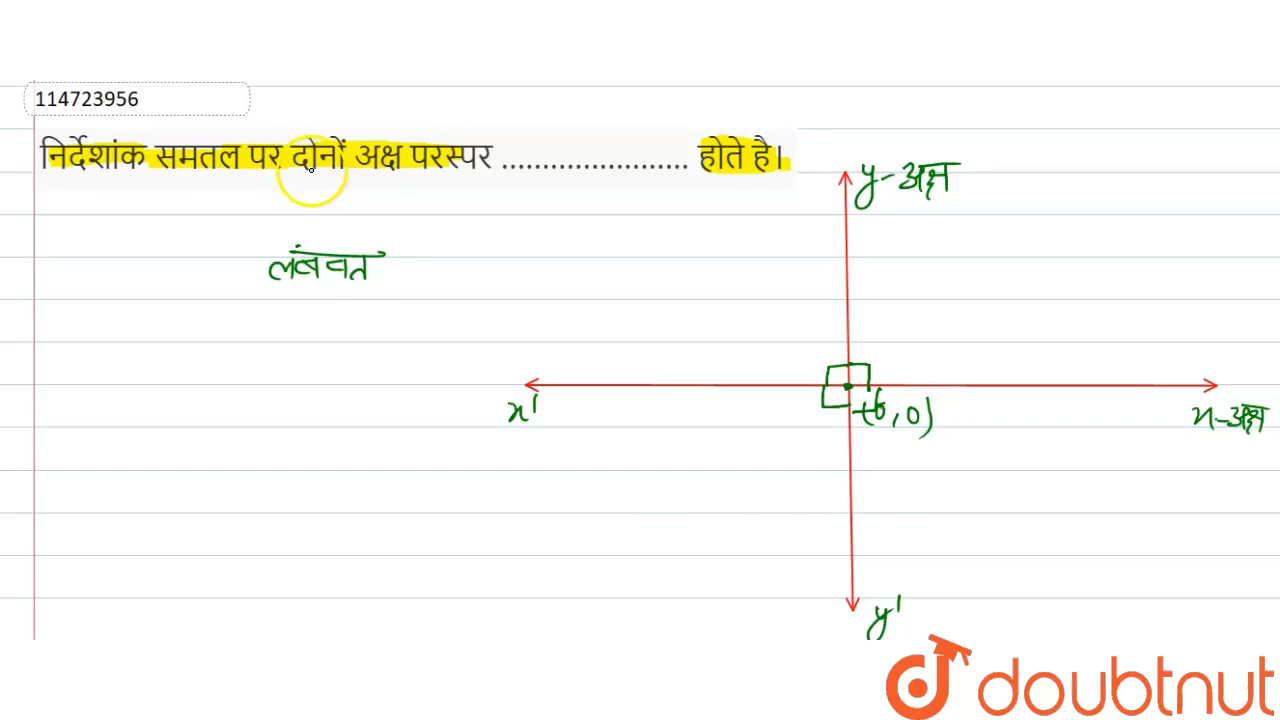 114723956
निर्देशांक समतल पर दोनों अक्ष परस्पर ....................... होते है।
y-अक्ष
लंबवत
x'
(0,0)
x-अक्ष
y'
doubtnut